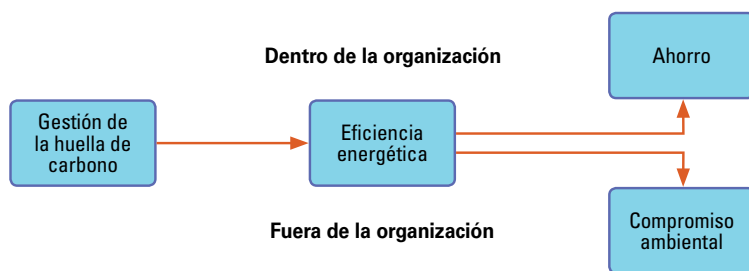 Dentro de la organización
Ahorro
Gestión de
la huella de
carbono
Eficiencia
energética
Fuera de la organización
Compromiso
ambiental